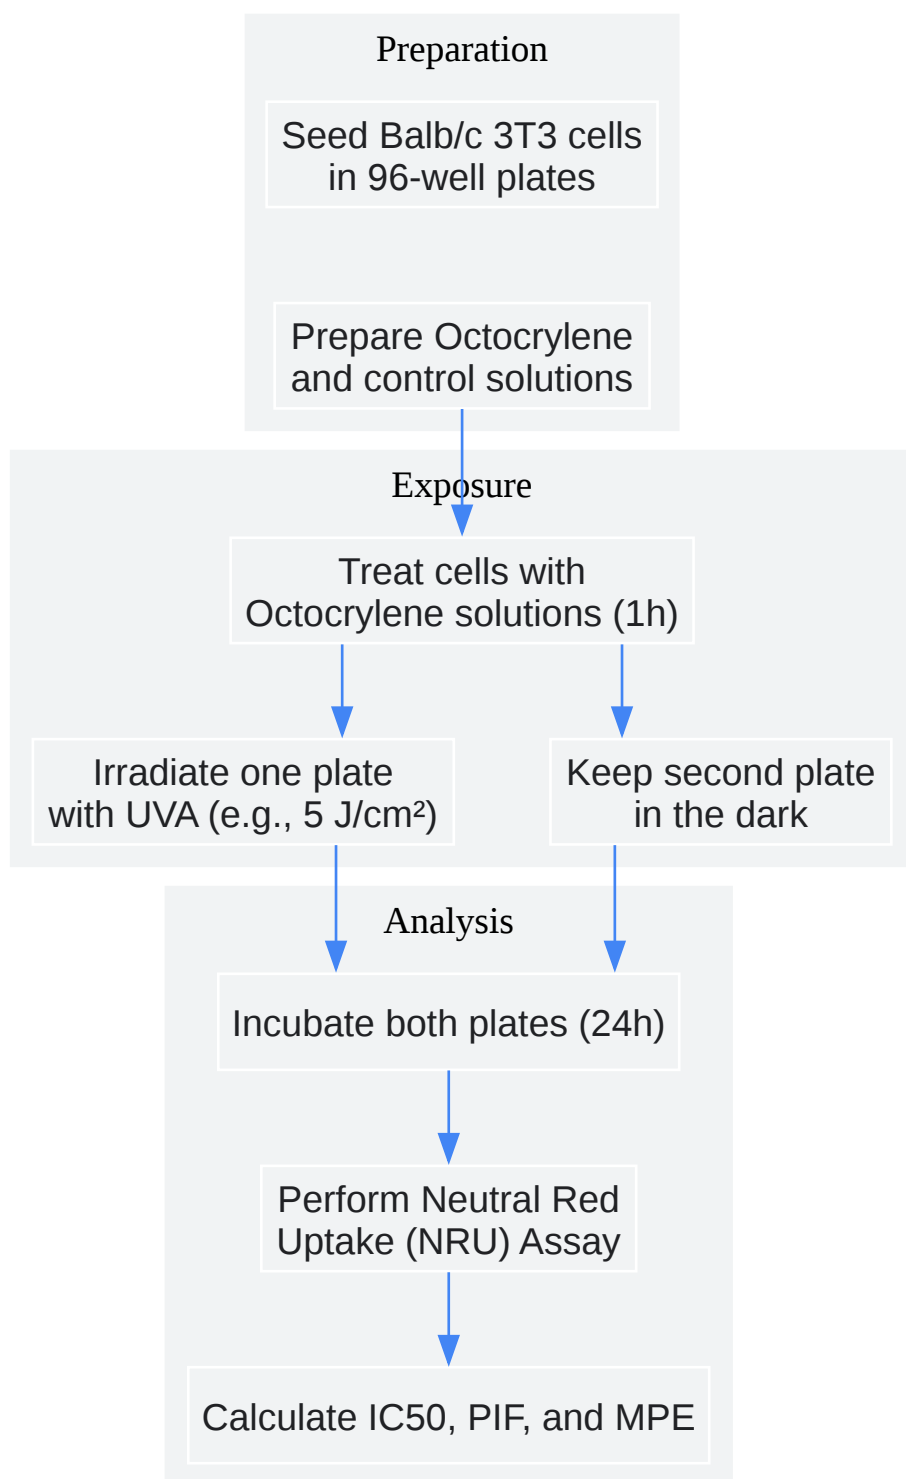 Preparation
Seed Balb/c 3T3 cells
in 96-well plates
Prepare Octocrylene
and control solutions
Exposure
Treat cells with
Octocrylene solutions (1h)
Irradiate one plate
with UVA (e.g., 5 J/cm²)
Keep second plate
in the dark
Analysis
Incubate both plates (24h)
Perform Neutral Red
Uptake (NRU) Assay
Calculate IC50, PIF, and MPE